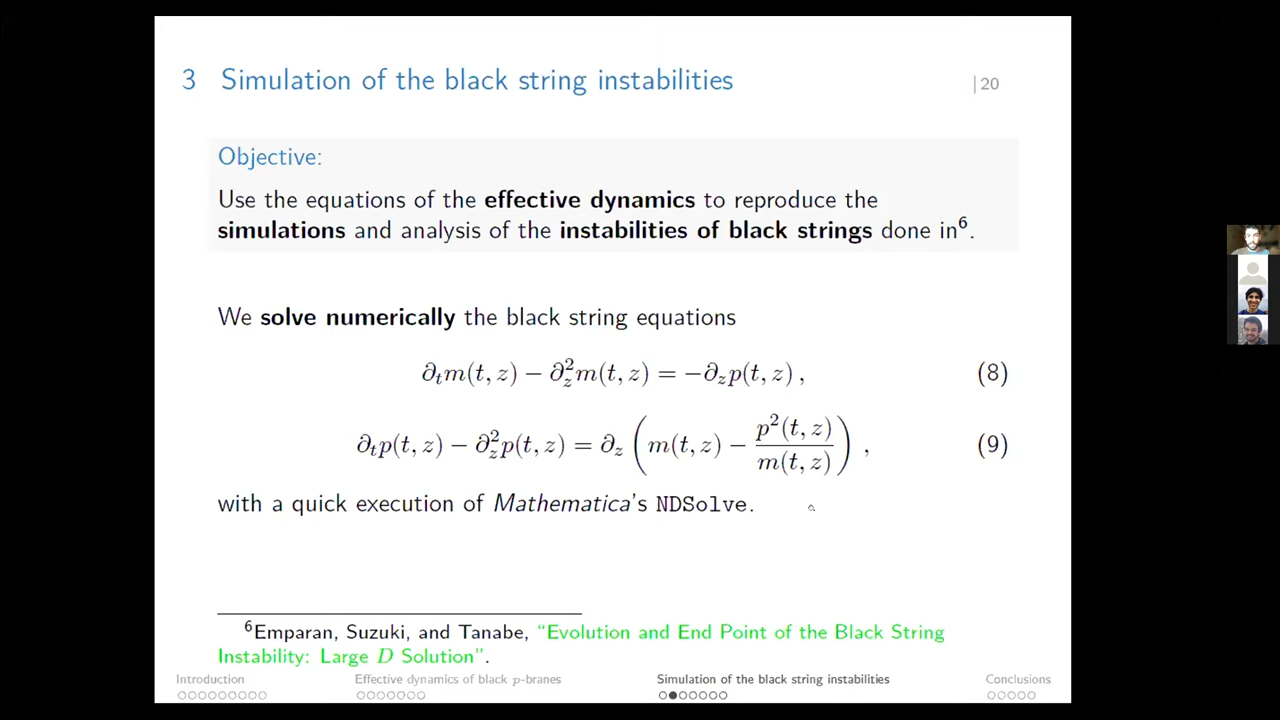 3 Simulation of the black string instabilities
| 20
Objective:
Use the equations of the effective dynamics to reproduce the
simulations and analysis of the instabilities of black strings done in⁶.
We solve numerically the black string equations
∂ₜm(t, z) − ∂²_z m(t, z) = −∂_z p(t, z) , (8)
∂ₜp(t, z) − ∂²_z p(t, z) = ∂_z ( m(t, z) − p²(t, z) / m(t, z) ) , (9)
with a quick execution of Mathematica's NDSolve.
⁶Emparan, Suzuki, and Tanabe, “Evolution and End Point of the Black String
Instability: Large D Solution”.
Introduction Effective dynamics of black p-branes Simulation of the black string instabilities Conclusions